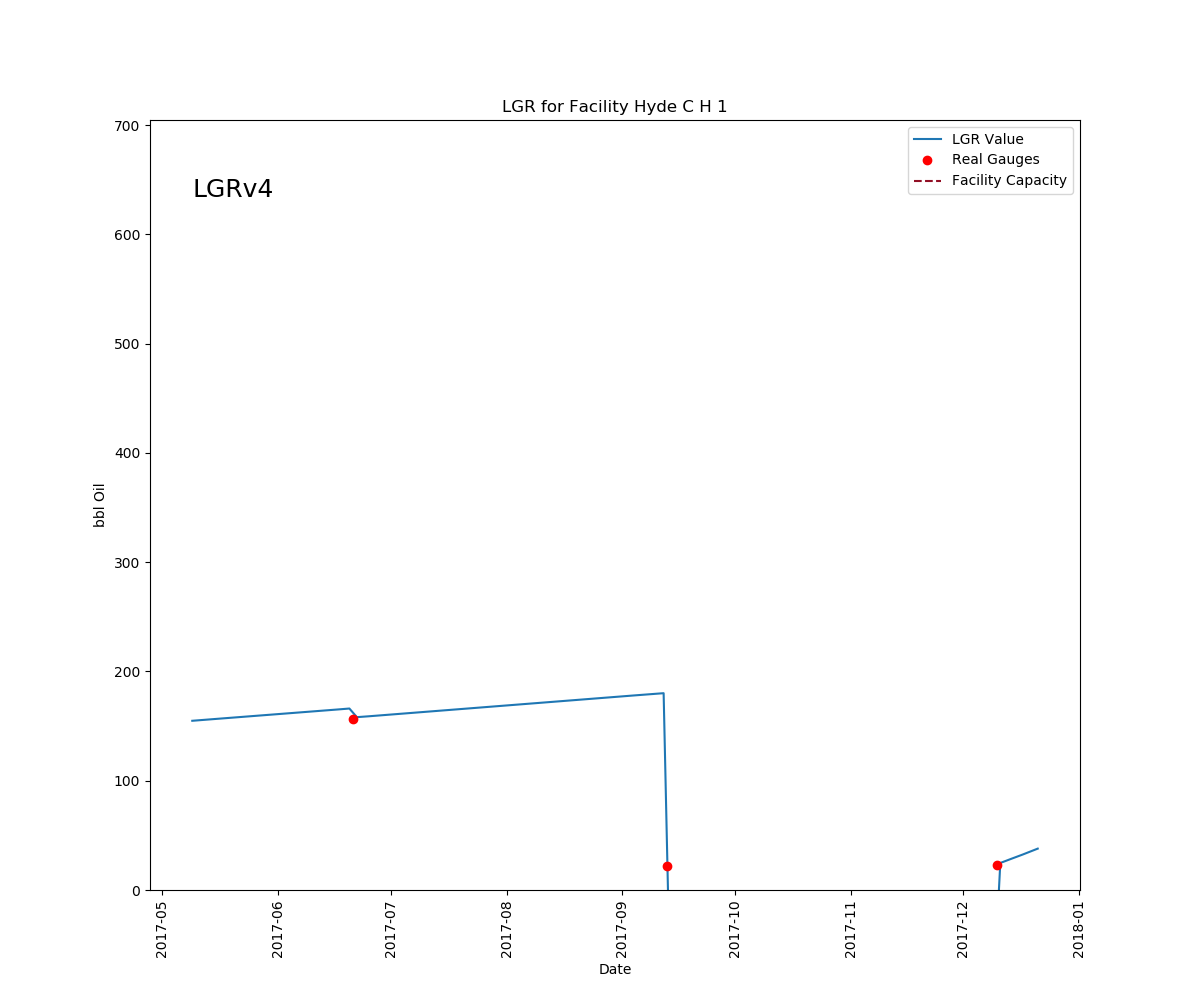 LGR for Facility Hyde C H 1
LGRv4
LGR Value
Real Gauges
Facility Capacity
bbl Oil
700
600
500
400
300
200
100
0
2017-05
2017-06
2017-07
2017-08
2017-09
2017-10
2017-11
2017-12
2018-01
Date